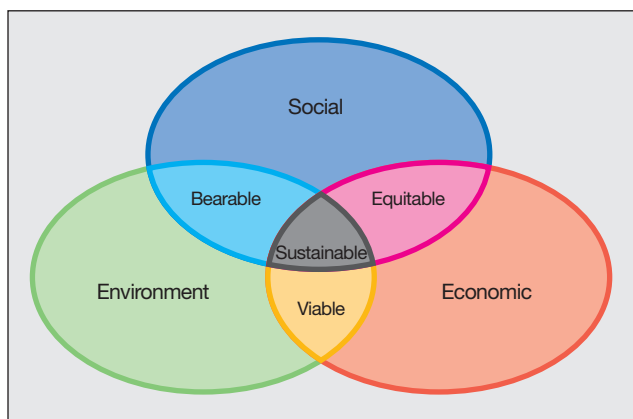 Social
Bearable
Equitable
Sustainable
Environment
Economic
Viable